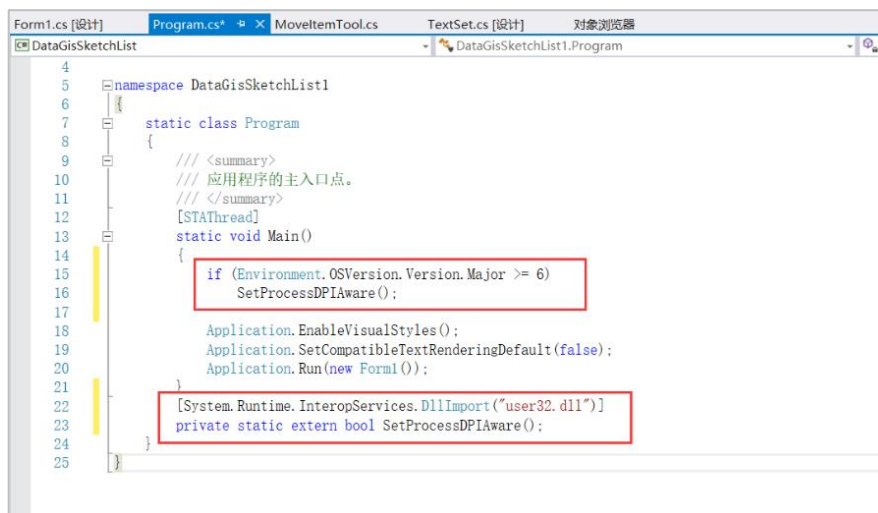 Form1.cs [设计] Program.cs* MoveItemTool.cs TextSet.cs [设计] 对象浏览器
C# DataGisSketchList DataGisSketchList1.Program
4
5 namespace DataGisSketchList1
6 {
7 static class Program
8 {
9 /// <summary>
10 /// 应用程序的主入口点。
11 /// </summary>
12 [STAThread]
13 static void Main()
14 {
15 if (Environment.OSVersion.Version.Major >= 6)
16 SetProcessDPIAware();
17
18 Application.EnableVisualStyles();
19 Application.SetCompatibleTextRenderingDefault(false);
20 Application.Run(new Form1());
21 }
22 [System.Runtime.InteropServices.DllImport("user32.dll")]
23 private static extern bool SetProcessDPIAware();
24 }
25 }